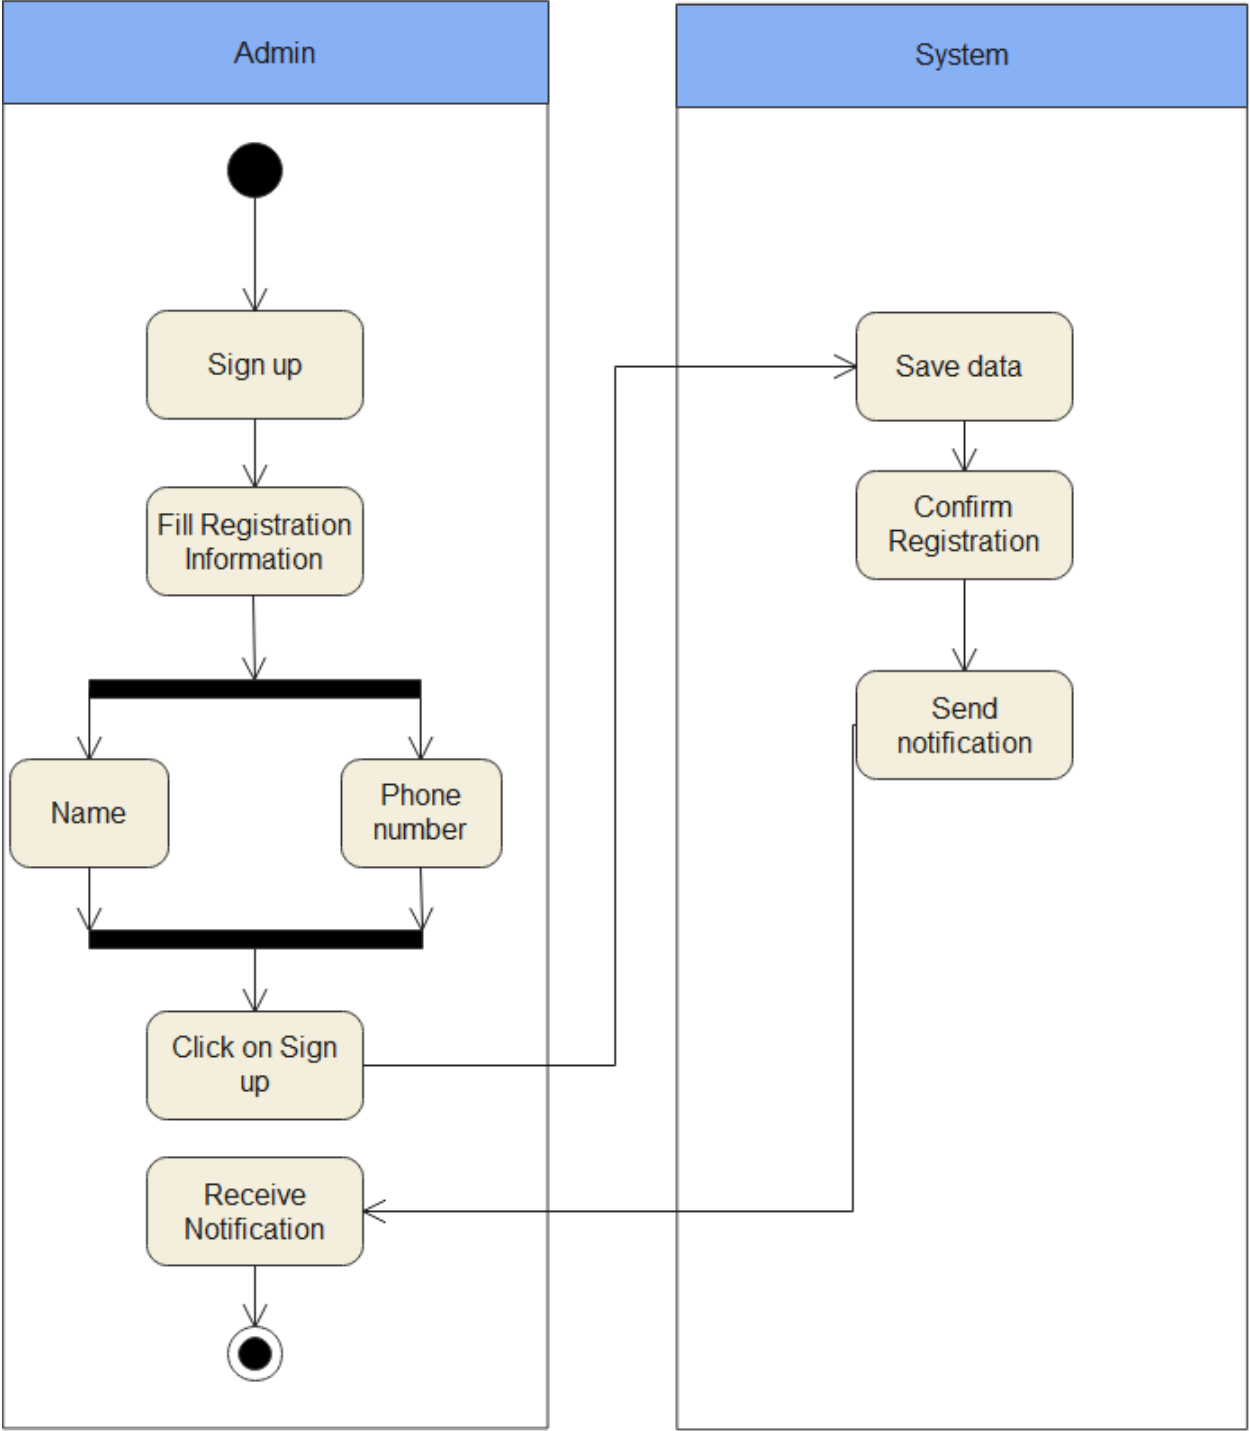 Admin
System
Sign up
Fill Registration
Information
Name
Phone
number
Click on Sign
up
Receive
Notification
Save data
Confirm
Registration
Send
notification